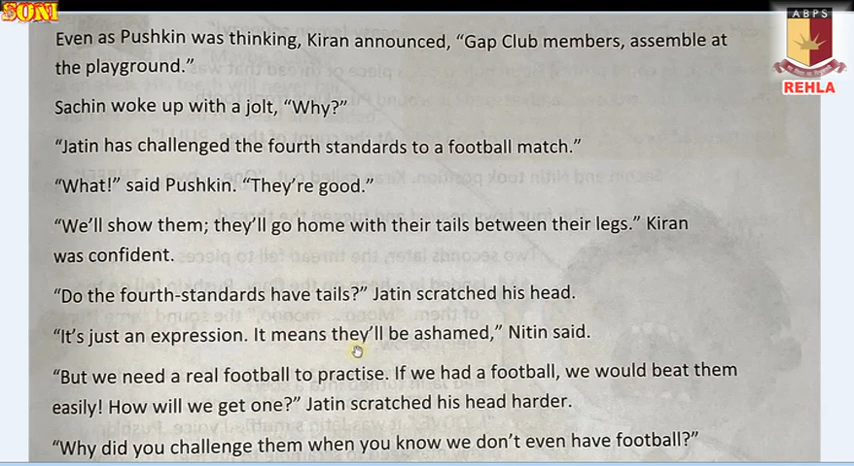 SONI
ABPS
REHLA
Even as Pushkin was thinking, Kiran announced, “Gap Club members, assemble at
the playground.”
Sachin woke up with a jolt, “Why?”
“Jatin has challenged the fourth standards to a football match.”
“What!” said Pushkin. “They’re good.”
“We’ll show them; they’ll go home with their tails between their legs.” Kiran
was confident.
“Do the fourth-standards have tails?” Jatin scratched his head.
“It’s just an expression. It means they’ll be ashamed,” Nitin said.
“But we need a real football to practise. If we had a football, we would beat them
easily! How will we get one?” Jatin scratched his head harder.
“Why did you challenge them when you know we don’t even have football?”